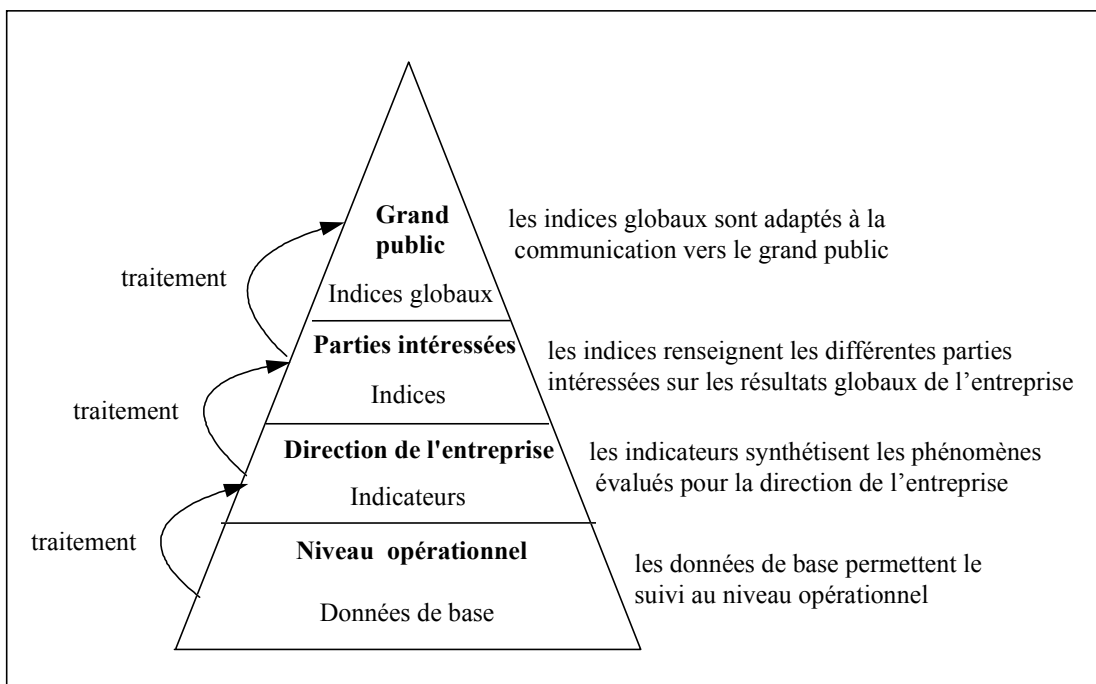 Grand
public
Indices globaux
les indices globaux sont adaptés à la
communication vers le grand public
traitement
Parties intéressées
Indices
les indices renseignent les différentes parties
intéressées sur les résultats globaux de l’entreprise
traitement
Direction de l'entreprise
Indicateurs
les indicateurs synthétisent les phénomènes
évalués pour la direction de l’entreprise
traitement
Niveau opérationnel
Données de base
les données de base permettent le
suivi au niveau opérationnel